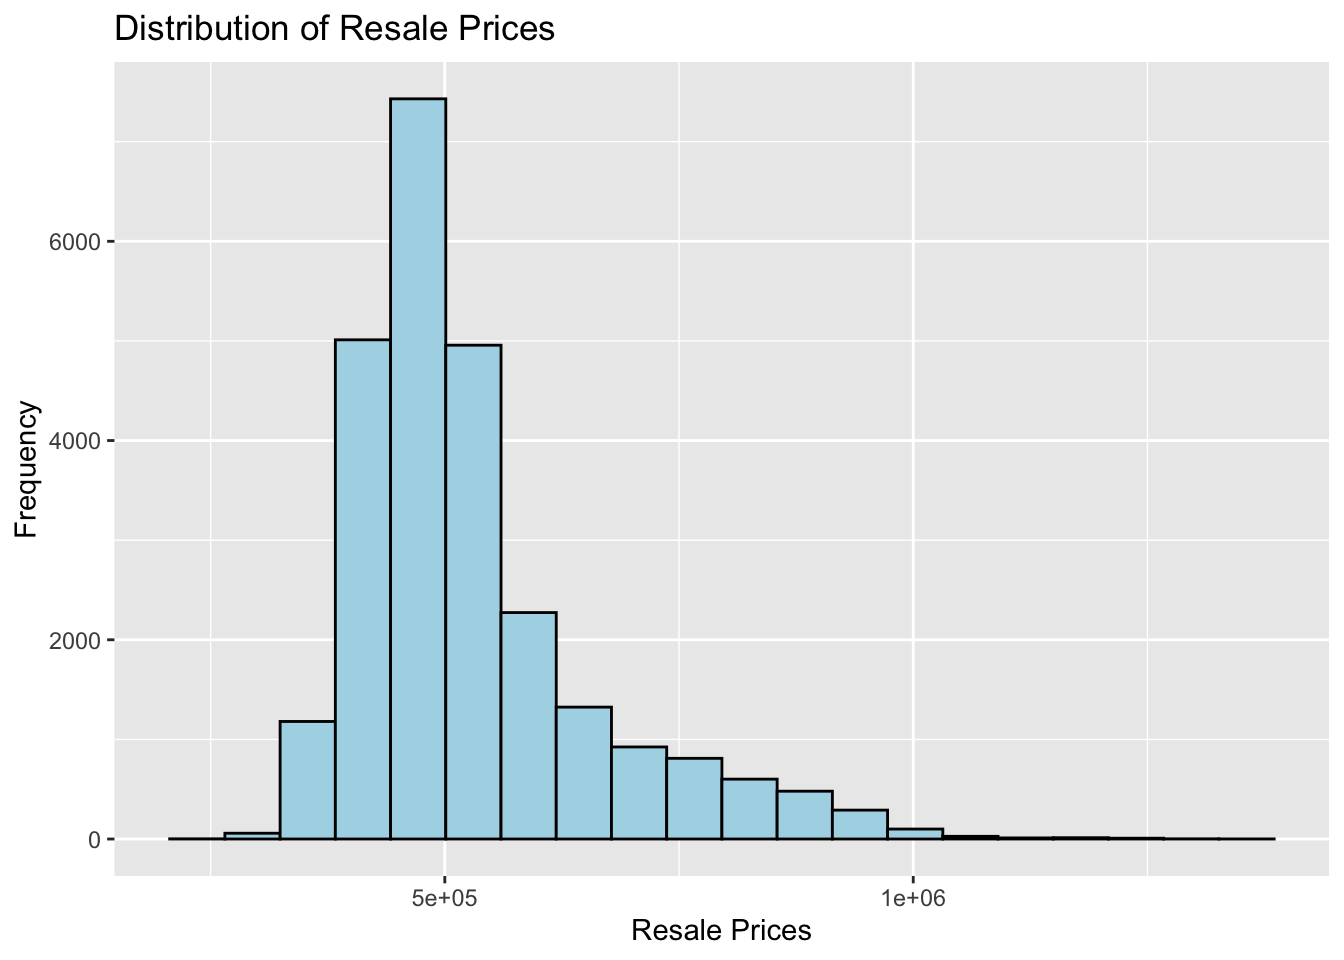 Distribution of Resale Prices
Frequency
6000
4000
2000
0
5e+05
1e+06
Resale Prices